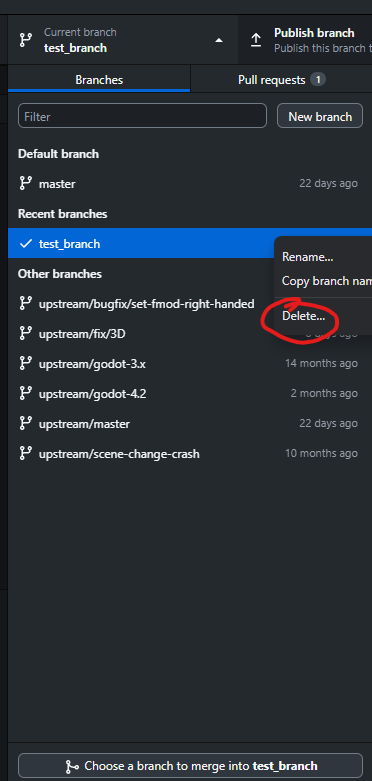 Current branch
test_branch
Publish branch
Publish this branch t
Branches
Pull requests 1
Filter
New branch
Default branch
master 22 days ago
Recent branches
test_branch
Rename...
Copy branch nam
Delete...
Other branches
upstream/bugfix/set-fmod-right-handed
upstream/fix/3D days ago
upstream/godot-3.x 14 months ago
upstream/godot-4.2 2 months ago
upstream/master 22 days ago
upstream/scene-change-crash 10 months ago
Choose a branch to merge into test_branch